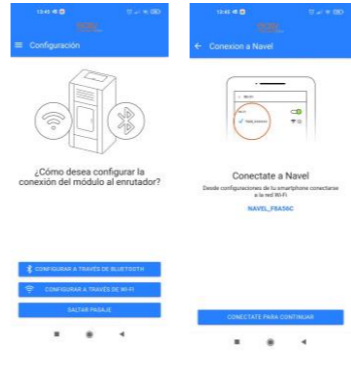 Configuración
¿Cómo desea configurar la
conexión del módulo al enrutador?
CONFIGURAR A TRAVÉS DE BLUETOOTH
CONFIGURAR A TRAVÉS DE WI-FI
SALTAR PASAJE
Conexion a Navel
Conectate a Navel
Desde configuraciones de tu smartphone conectarse
a la red Wi-Fi
NAVEL_F8A56C
CONECTATE PARA CONTINUAR